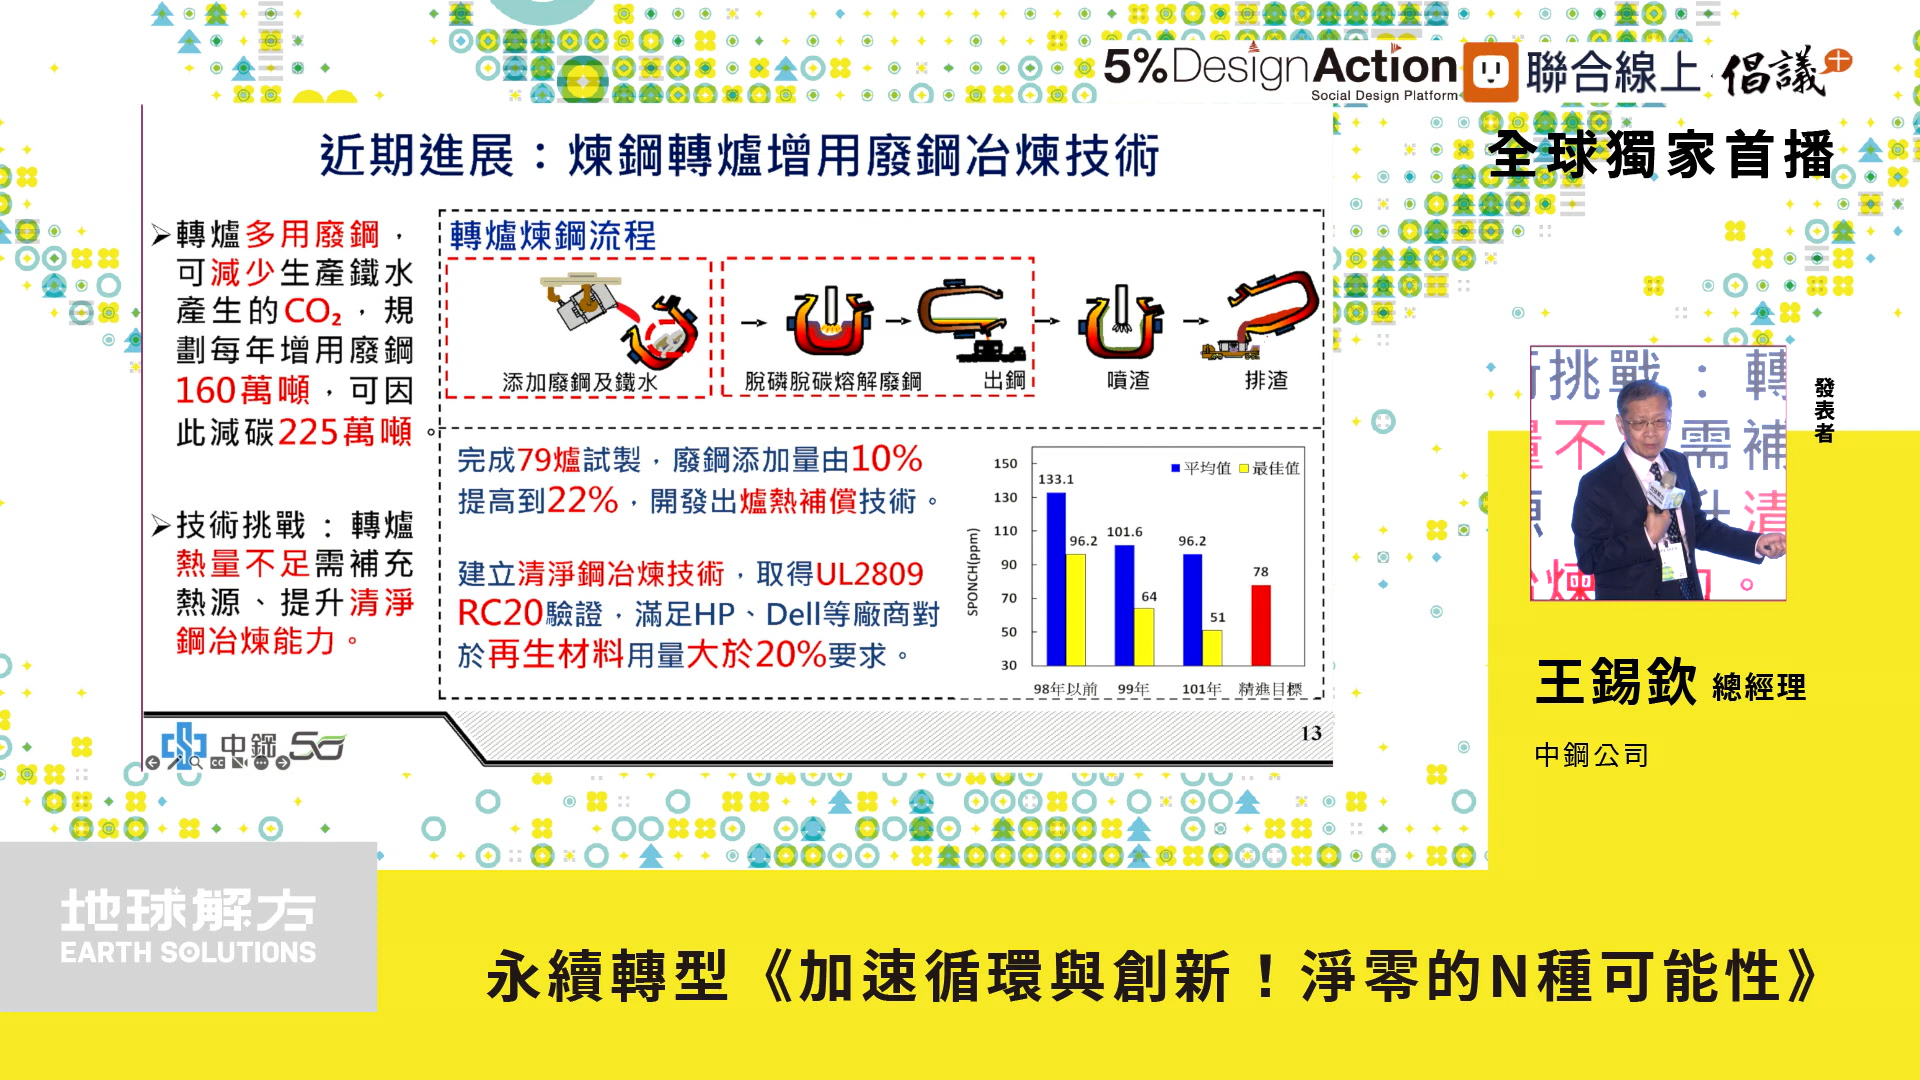 5%DesignAction
Social Design Platform
聯合線上
倡議+
全球獨家首播
近期進展：煉鋼轉爐增用廢鋼冶煉技術
➢轉爐多用廢鋼，
可減少生產鐵水
產生的CO₂，規
劃每年增用廢鋼
160萬噸，可因
此減碳225萬噸。
➢技術挑戰：轉爐
熱量不足需補充
熱源、提升清淨
鋼冶煉能力。
轉爐煉鋼流程
添加廢鋼及鐵水
脫磷脫碳熔解廢鋼
出鋼
噴渣
排渣
完成79爐試製，廢鋼添加量由10%
提高到22%，開發出爐熱補償技術。
建立清淨鋼冶煉技術，取得UL2809
RC20驗證，滿足HP、Dell等廠商對
於再生材料用量大於20%要求。
SPONCH(ppm)
150
130
110
90
70
50
30
平均值 最佳值
133.1
96.2
101.6
64
96.2
51
78
98年以前 99年 101年 精進目標
中鋼 50
CC
13
挑戰：轉
量不 需補
源 升清
煉
發表者
王錫欽 總經理
中鋼公司
地球解方
EARTH SOLUTIONS
永續轉型《加速循環與創新！淨零的N種可能性》